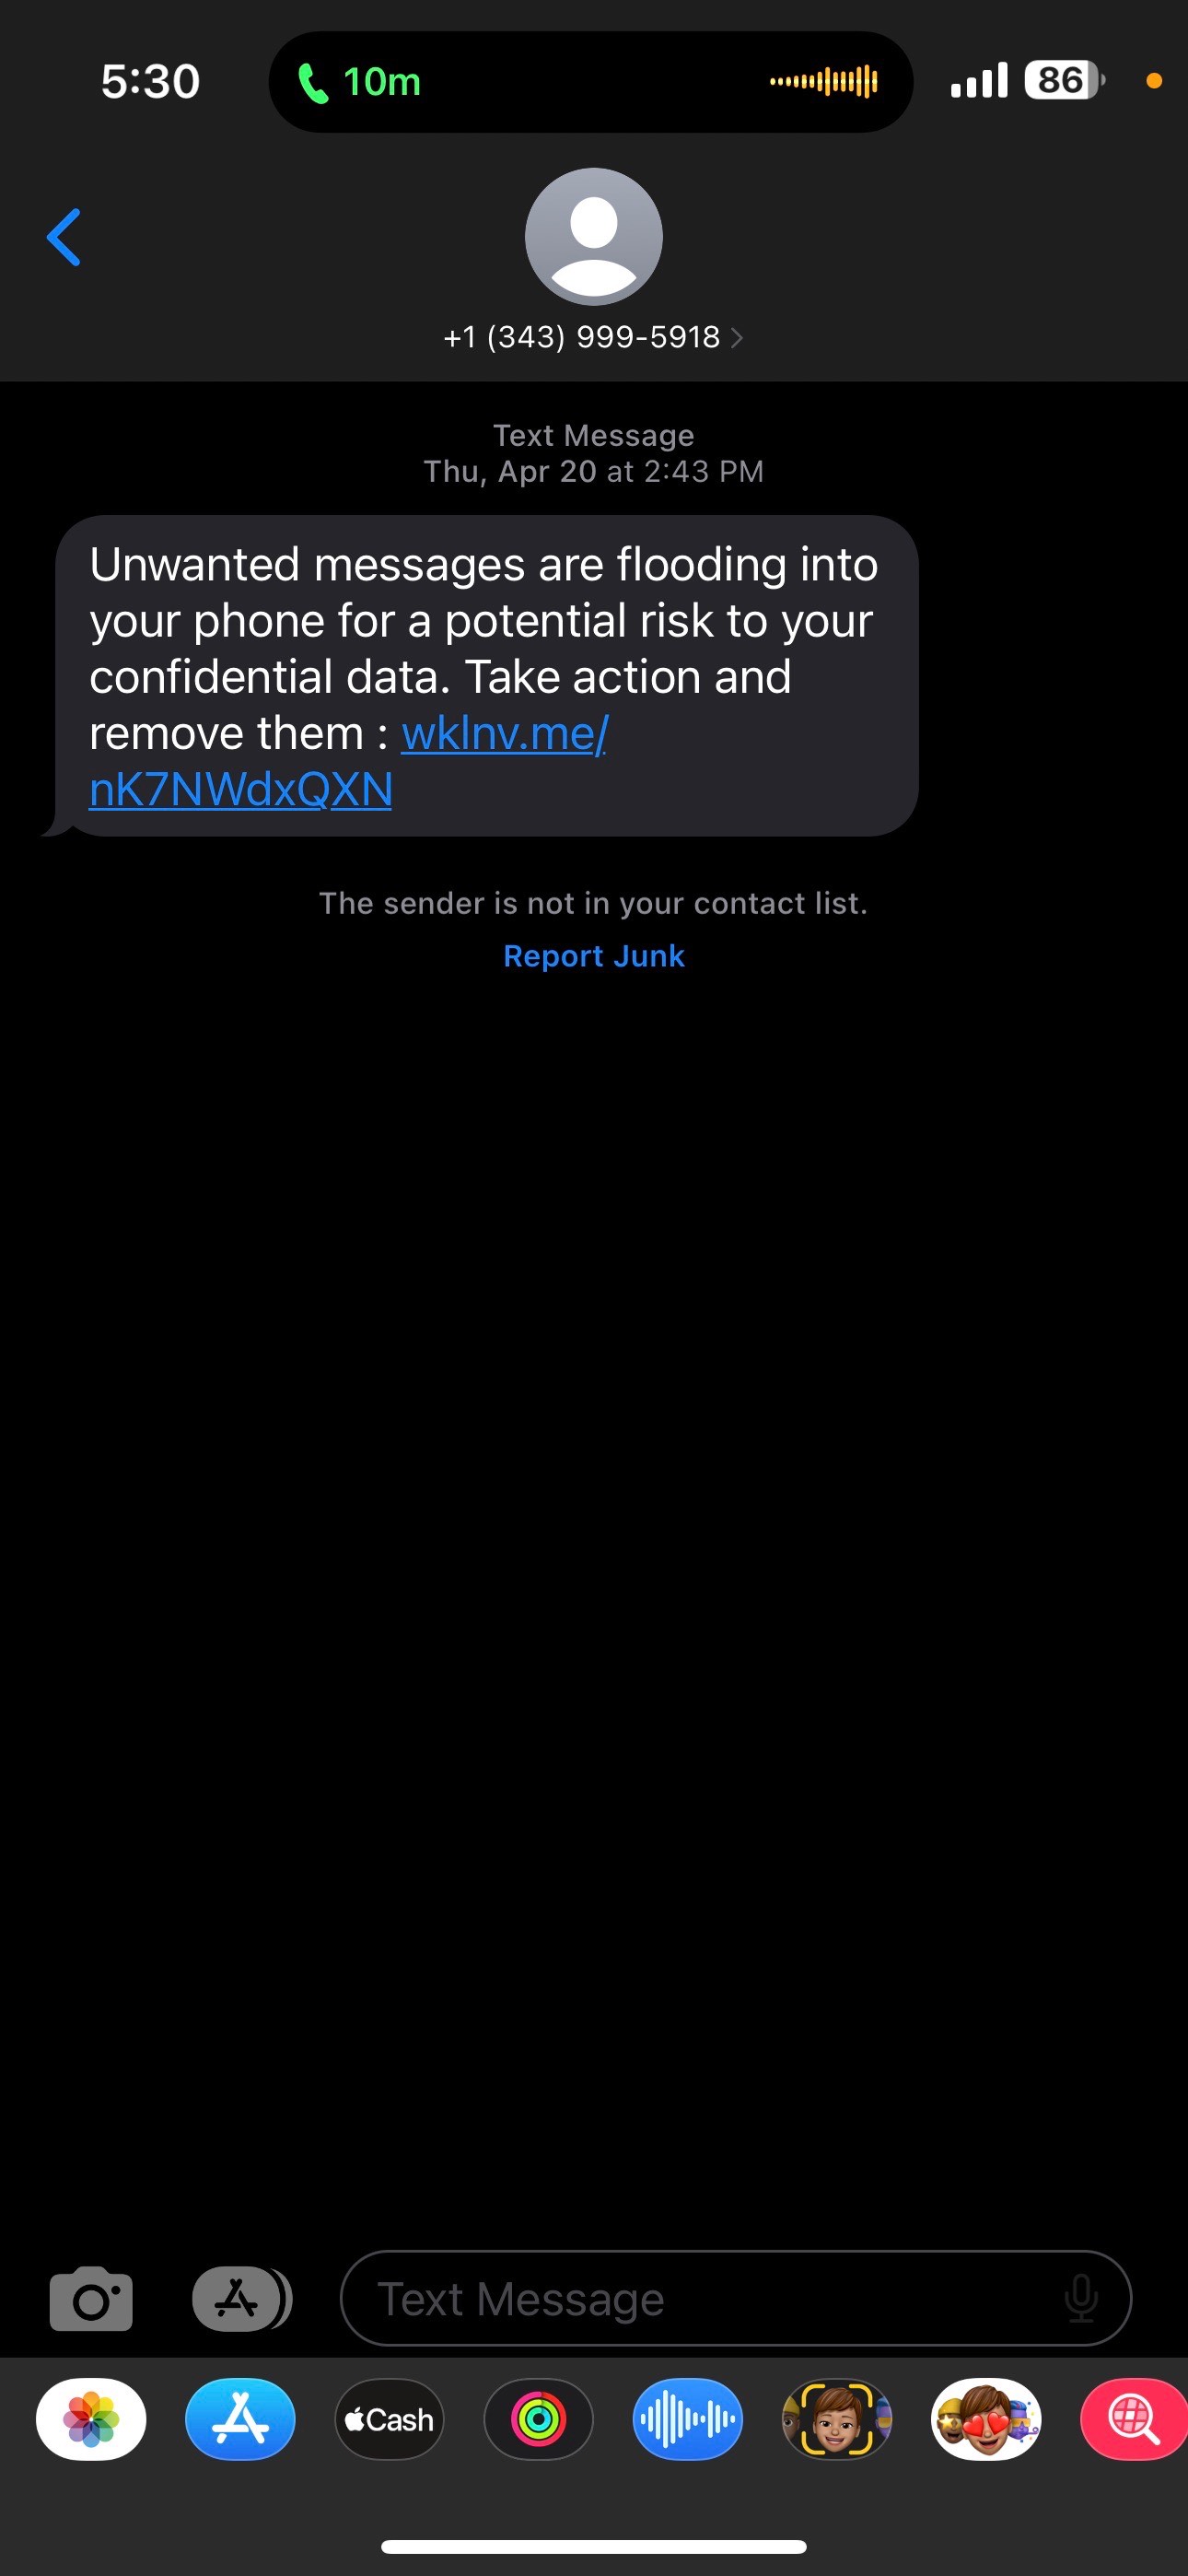 5:30
10m
86
+1 (343) 999-5918
Text Message
Thu, Apr 20 at 2:43 PM
Unwanted messages are flooding into
your phone for a potential risk to your
confidential data. Take action and
remove them : wklnv.me/
nK7NWdxQXN
The sender is not in your contact list.
Report Junk
Text Message
Cash